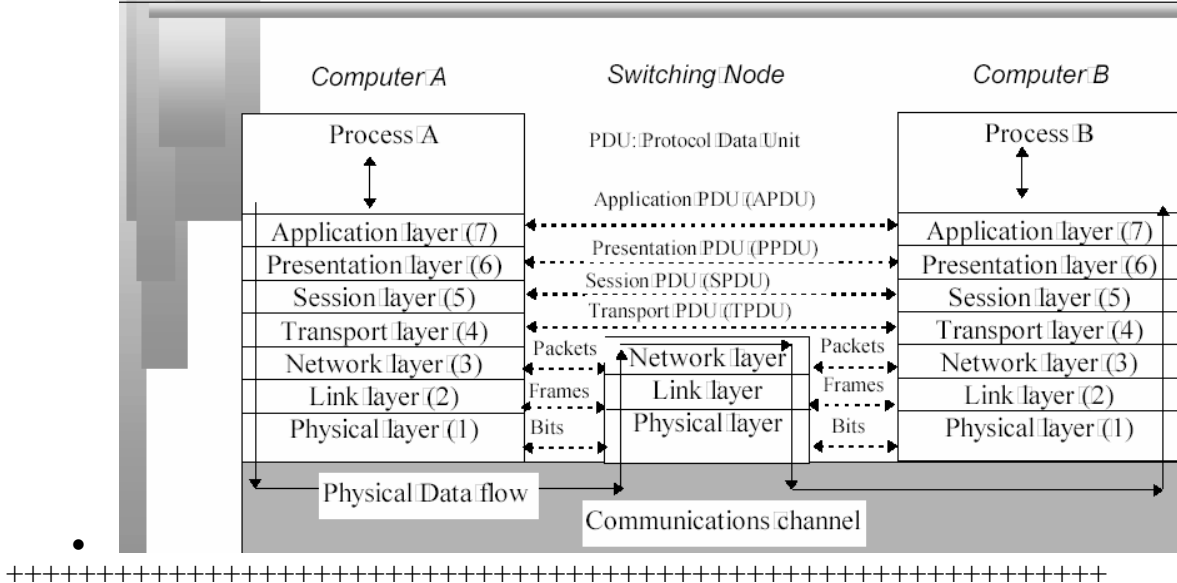 Computer A
Switching Node
Computer B
Process A
PDU: Protocol Data Unit
Process B
Application PDU (APDU)
Application layer (7)
Application layer (7)
Presentation PDU (PPDU)
Presentation layer (6)
Presentation layer (6)
Session PDU (SPDU)
Session layer (5)
Session layer (5)
Transport PDU (TPDU)
Transport layer (4)
Transport layer (4)
Packets
Network layer
Packets
Network layer (3)
Network layer (3)
Frames
Link layer
Frames
Link layer (2)
Link layer (2)
Bits
Physical layer
Bits
Physical layer (1)
Physical layer (1)
Physical Data flow
Communications channel
+++++++++++++++++++++++++++++++++++++++++++++++++++++++++++++